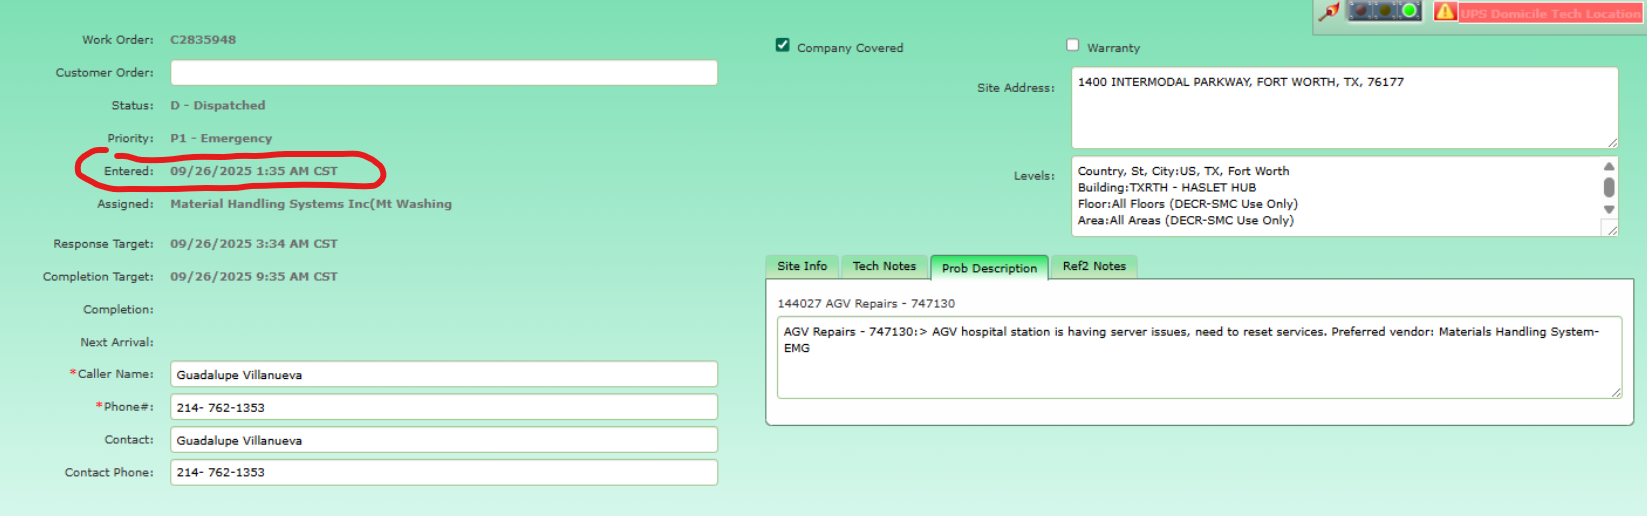 UPS Domicile Tech Location
Work Order: C2835948
Customer Order:
Status: D - Dispatched
Priority: P1 - Emergency
Entered: 09/26/2025 1:35 AM CST
Assigned: Material Handling Systems Inc(Mt Washing
Response Target: 09/26/2025 3:34 AM CST
Completion Target: 09/26/2025 9:35 AM CST
Completion:
Next Arrival:
*Caller Name: Guadalupe Villanueva
*Phone#: 214- 762-1353
Contact: Guadalupe Villanueva
Contact Phone: 214- 762-1353
Company Covered
Warranty
Site Address: 1400 INTERMODAL PARKWAY, FORT WORTH, TX, 76177
Levels: Country, St, City:US, TX, Fort Worth
Building:TXRTH - HASLET HUB
Floor:All Floors (DECR-SMC Use Only)
Area:All Areas (DECR-SMC Use Only)
Site Info Tech Notes Prob Description Ref2 Notes
144027 AGV Repairs - 747130
AGV Repairs - 747130:> AGV hospital station is having server issues, need to reset services. Preferred vendor: Materials Handling System-
EMG